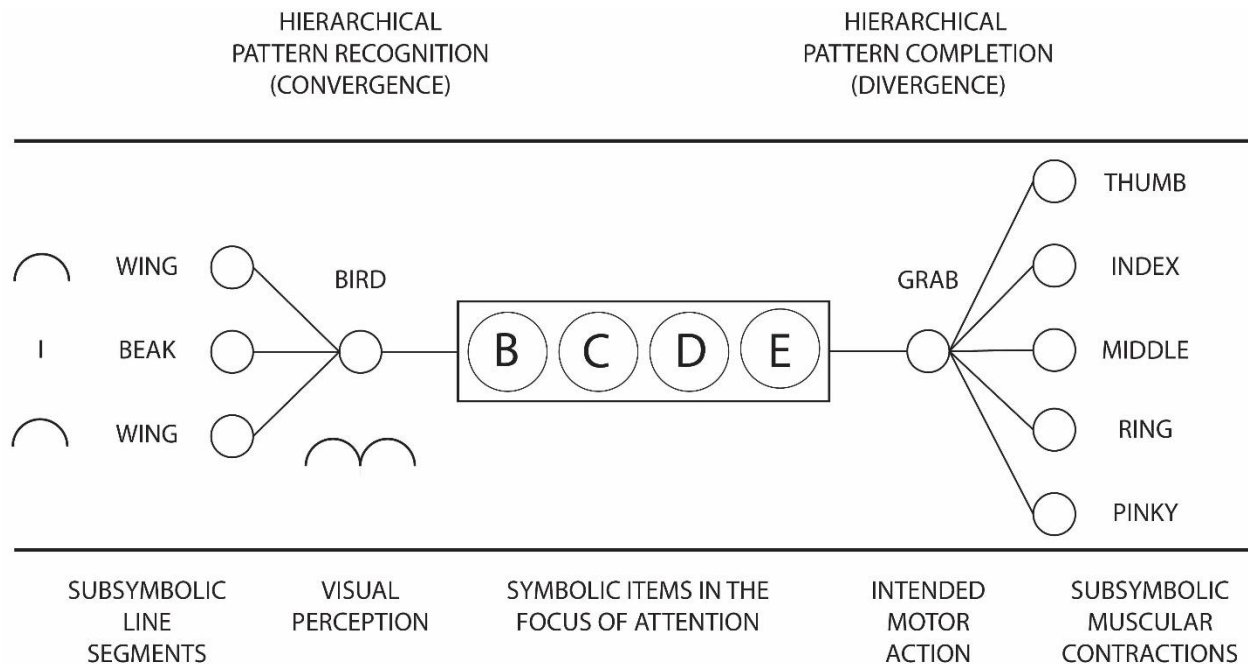 HIERARCHICAL
PATTERN RECOGNITION
(CONVERGENCE)
HIERARCHICAL
PATTERN COMPLETION
(DIVERGENCE)
WING
BEAK
WING
BIRD
B C D E
GRAB
THUMB
INDEX
MIDDLE
RING
PINKY
SUBSYMBOLIC
LINE
SEGMENTS
VISUAL
PERCEPTION
SYMBOLIC ITEMS IN THE
FOCUS OF ATTENTION
INTENDED
MOTOR
ACTION
SUBSYMBOLIC
MUSCULAR
CONTRACTIONS